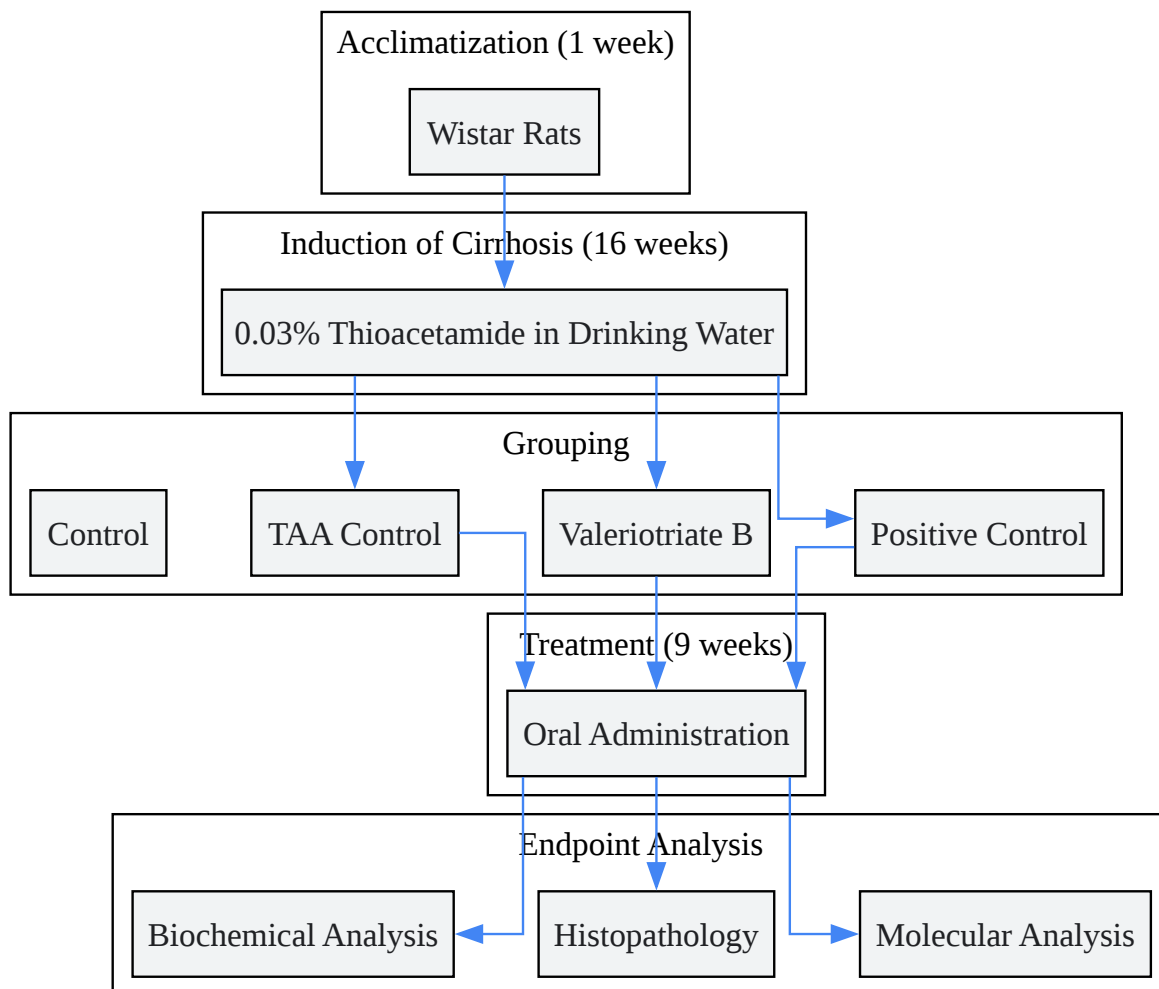 Acclimatization (1 week)
Wistar Rats
Induction of Cirrhosis (16 weeks)
0.03% Thioacetamide in Drinking Water
Grouping
Control
TAA Control
Valeriotriate B
Positive Control
Treatment (9 weeks)
Oral Administration
Endpoint Analysis
Biochemical Analysis
Histopathology
Molecular Analysis